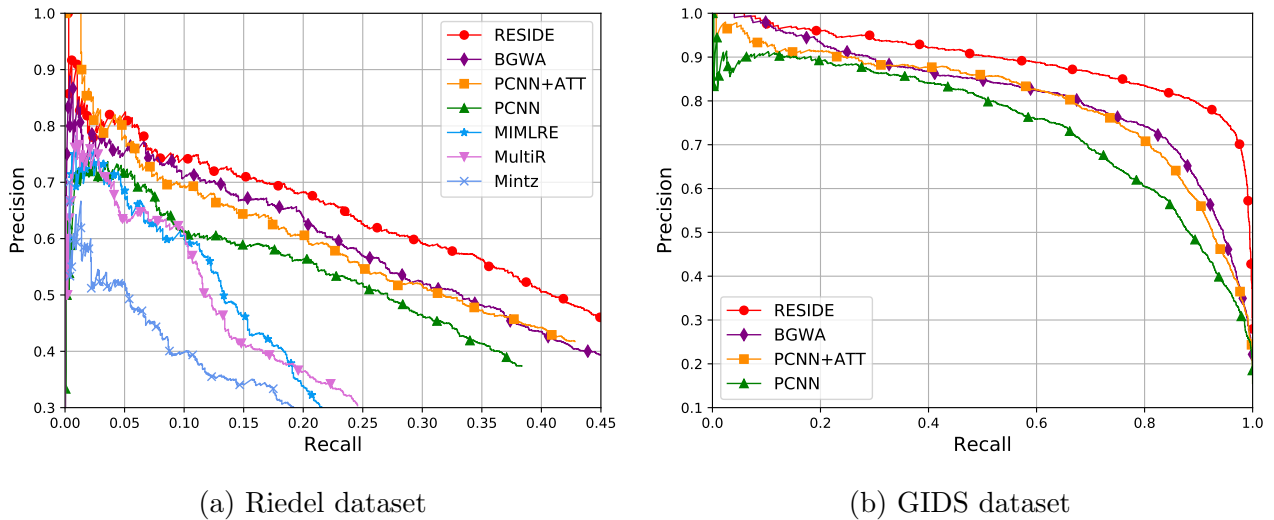 1.0
0.9
0.8
0.7
0.6
0.5
0.4
0.3
Precision
0.00 0.05 0.10 0.15 0.20 0.25 0.30 0.35 0.40 0.45
Recall
RESIDE
BGWA
PCNN+ATT
PCNN
MIMLRE
MultiR
Mintz
(a) Riedel dataset
1.0
0.9
0.8
0.7
0.6
0.5
0.4
0.3
0.2
0.1
Precision
0.0 0.2 0.4 0.6 0.8 1.0
Recall
RESIDE
BGWA
PCNN+ATT
PCNN
(b) GIDS dataset